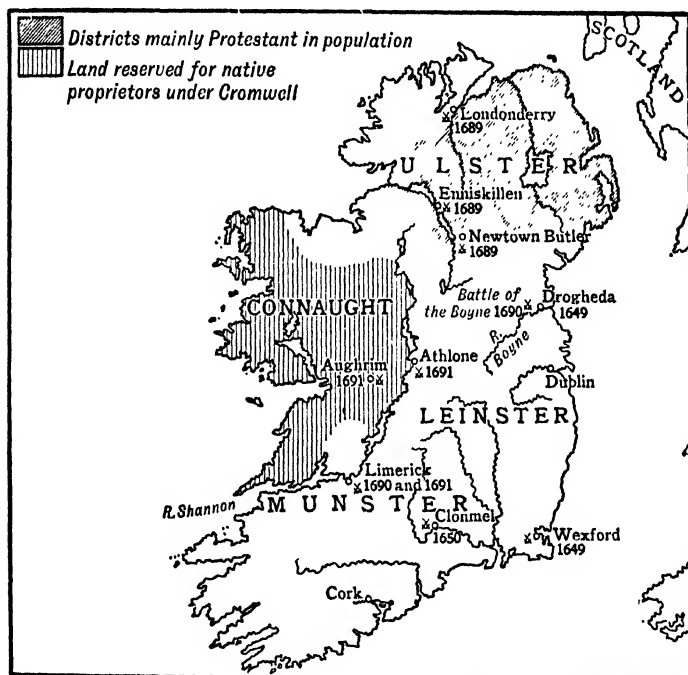 Districts mainly Protestant in population
Land reserved for native
proprietors under Cromwell
SCOTLAND
Londonderry
1689
ULSTER
Enniskillen
1689
Newtown Butler
1689
CONNAUGHT
Battle of
the Boyne 1690
Drogheda
1649
R. Boyne
Aughrim
1691
Athlone
1691
Dublin
LEINSTER
Limerick
1690 and 1691
R. Shannon
MUNSTER
Clonmel
1650
Wexford
1649
Cork